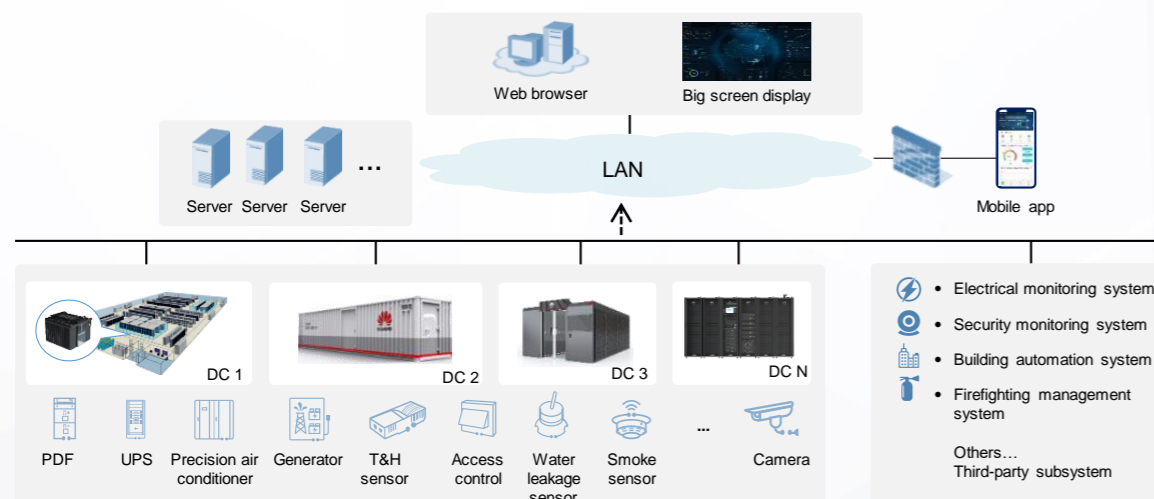 Web browser
Big screen display
Server
Server
Server
...
LAN
Mobile app
DC 1
DC 2
DC 3
DC N
PDF
UPS
Precision air
conditioner
Generator
T&H
sensor
Access
control
Water
leakage
sensor
Smoke
sensor
...
Camera
• Electrical monitoring system
• Security monitoring system
• Building automation system
• Firefighting management
system
Others…
Third-party subsystem